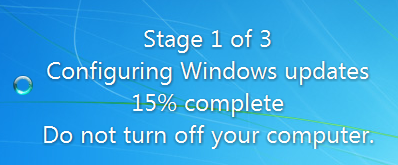 Stage 1 of 3
Configuring Windows updates
15% complete
Do not turn off your computer.